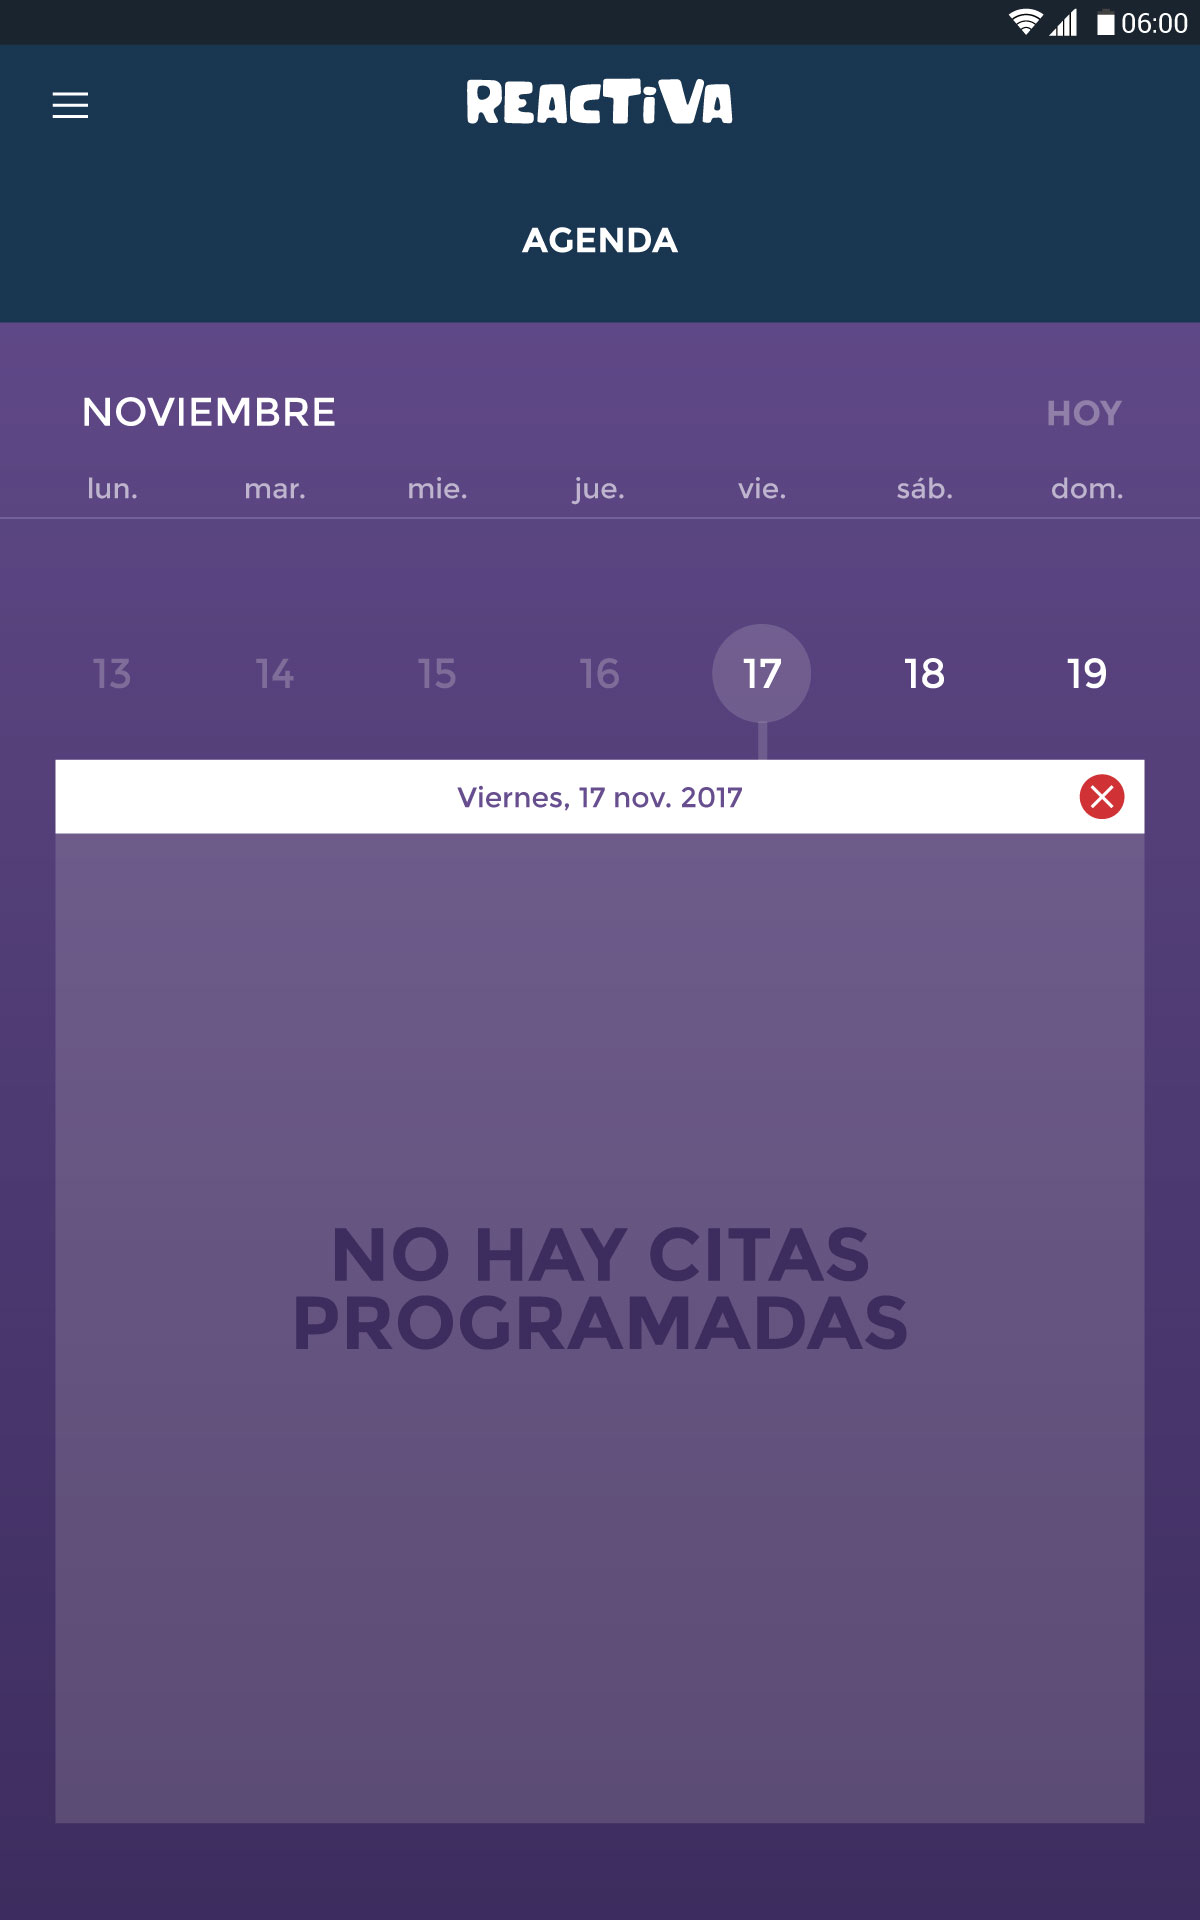 06:00
REACTiVA
AGENDA
NOVIEMBRE HOY
lun. mar. mie. jue. vie. sáb. dom.
13 14 15 16 17 18 19
Viernes, 17 nov. 2017
NO HAY CITAS
PROGRAMADAS